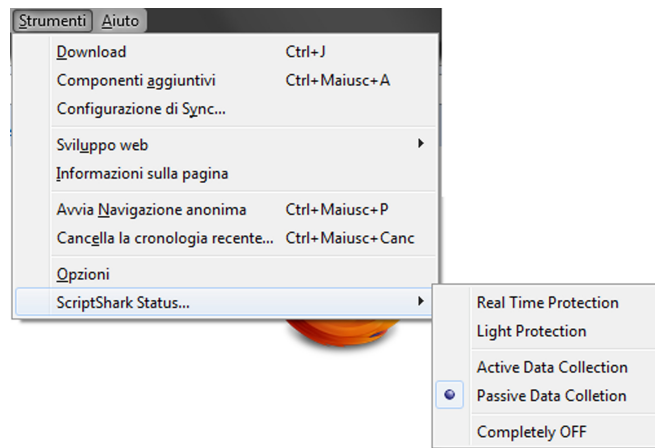 Strumenti Aiuto
Download Ctrl+J
Componenti aggiuntivi Ctrl+Maiusc+A
Configurazione di Sync...
Sviluppo web
Informazioni sulla pagina
Avvia Navigazione anonima Ctrl+Maiusc+P
Cancella la cronologia recente... Ctrl+Maiusc+Canc
Opzioni
ScriptShark Status...
Real Time Protection
Light Protection
Active Data Collection
Passive Data Colletion
Completely OFF